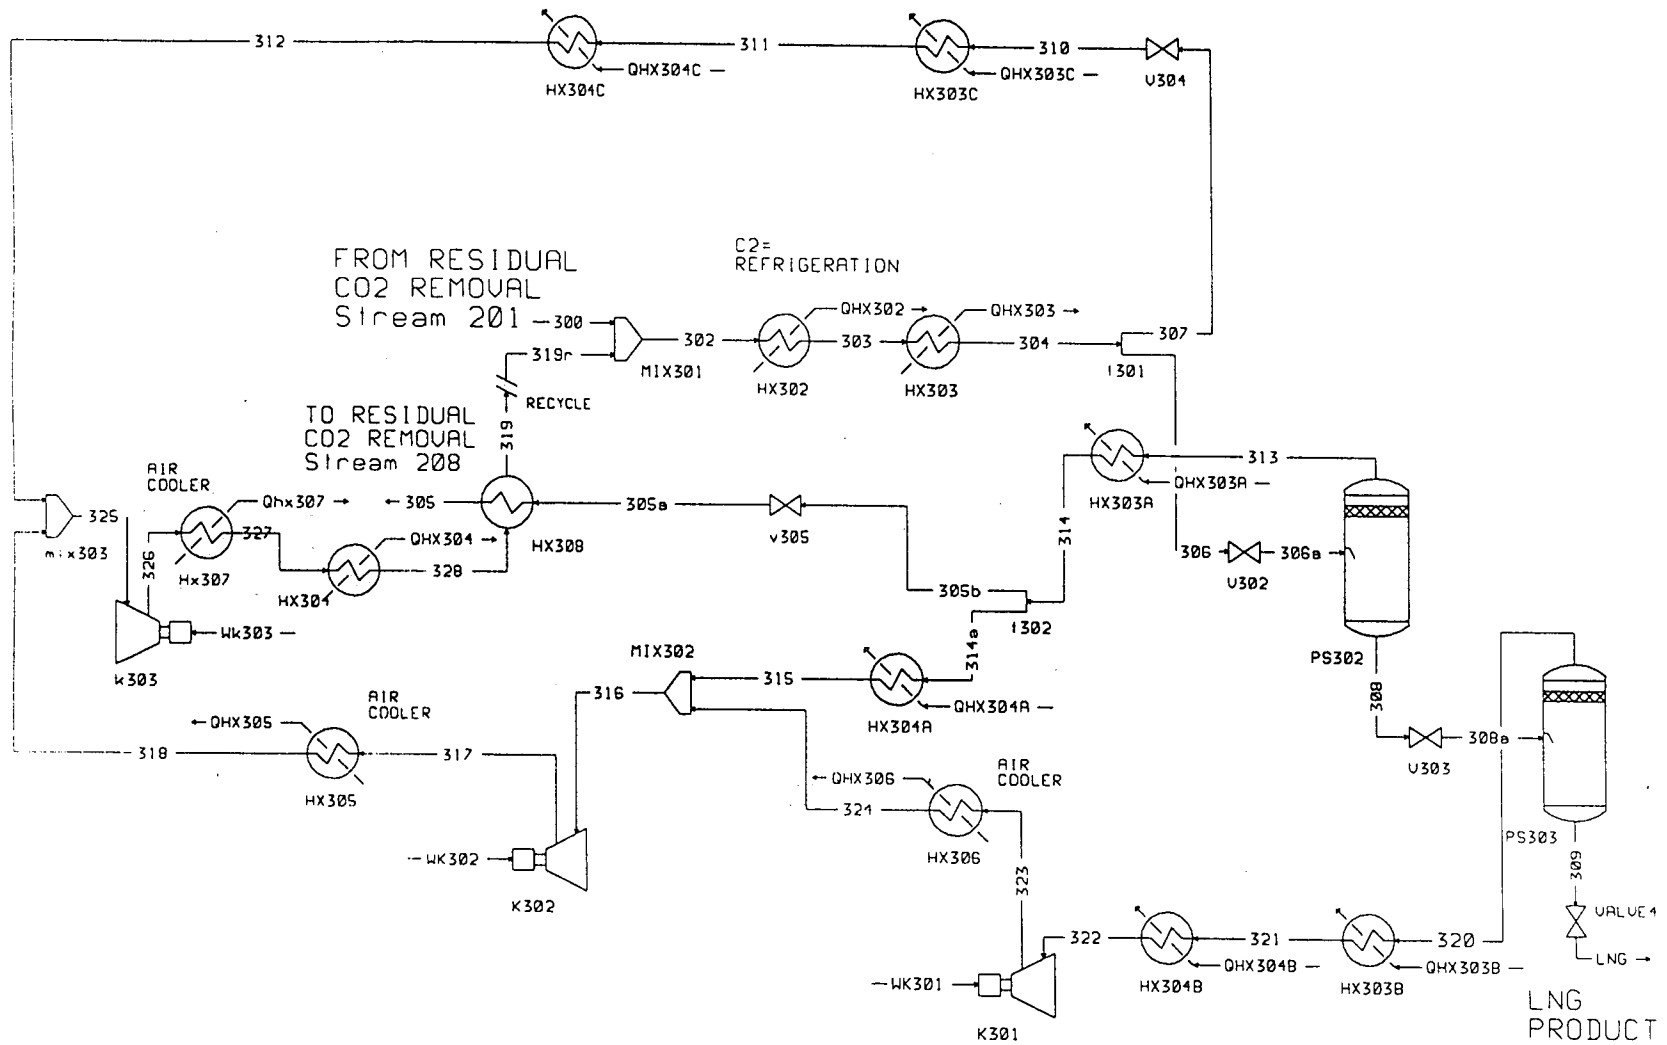 312
311
310
QHX304C
QHX303C
HX304C
HX303C
V304
FROM RESIDUAL
CO2 REMOVAL
Stream 201
C2=
REFRIGERATION
300
319r
302
MIX301
QHX302
303
HX302
QHX303
304
HX303
307
t301
RECYCLE
319
TO RESIDUAL
CO2 REMOVAL
Stream 208
AIR
COOLER
Qhx307
305
305a
v305
HX308
325
mix303
326
327
Hx307
QHX304
328
HX304
Wk303
k303
313
QHX303A
HX303A
314
306
306a
V302
PS302
305b
t302
314a
MIX302
316
315
QHX304A
HX304A
308
308a
V303
PS303
309
VALVE4
LNG
LNG
PRODUCT
AIR
COOLER
QHX305
318
317
HX305
QHX306
AIR
COOLER
324
HX306
323
WK302
K302
WK301
K301
322
321
320
QHX304B
QHX303B
HX304B
HX303B